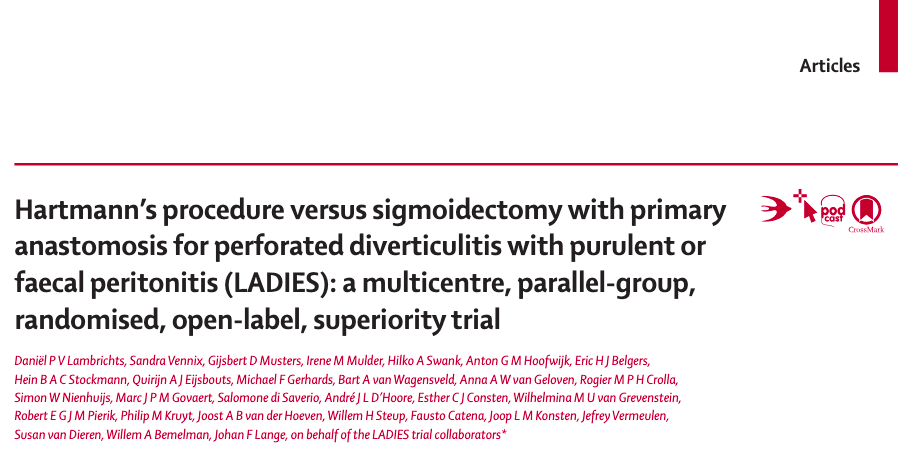 Articles
Hartmann’s procedure versus sigmoidectomy with primary
anastomosis for perforated diverticulitis with purulent or
faecal peritonitis (LADIES): a multicentre, parallel-group,
randomised, open-label, superiority trial
pod
cast
CrossMark
Daniël P V Lambrichts, Sandra Vennix, Gijsbert D Musters, Irene M Mulder, Hilko A Swank, Anton G M Hoofwijk, Eric H J Belgers,
Hein B A C Stockmann, Quirijn A J Eijsbouts, Michael F Gerhards, Bart A van Wagensveld, Anna A W van Geloven, Rogier M P H Crolla,
Simon W Nienhuijs, Marc J P M Govaert, Salomone di Saverio, André J L D’Hoore, Esther C J Consten, Wilhelmina M U van Grevenstein,
Robert E G J M Pierik, Philip M Kruyt, Joost A B van der Hoeven, Willem H Steup, Fausto Catena, Joop L M Konsten, Jefrey Vermeulen,
Susan van Dieren, Willem A Bemelman, Johan F Lange, on behalf of the LADIES trial collaborators*